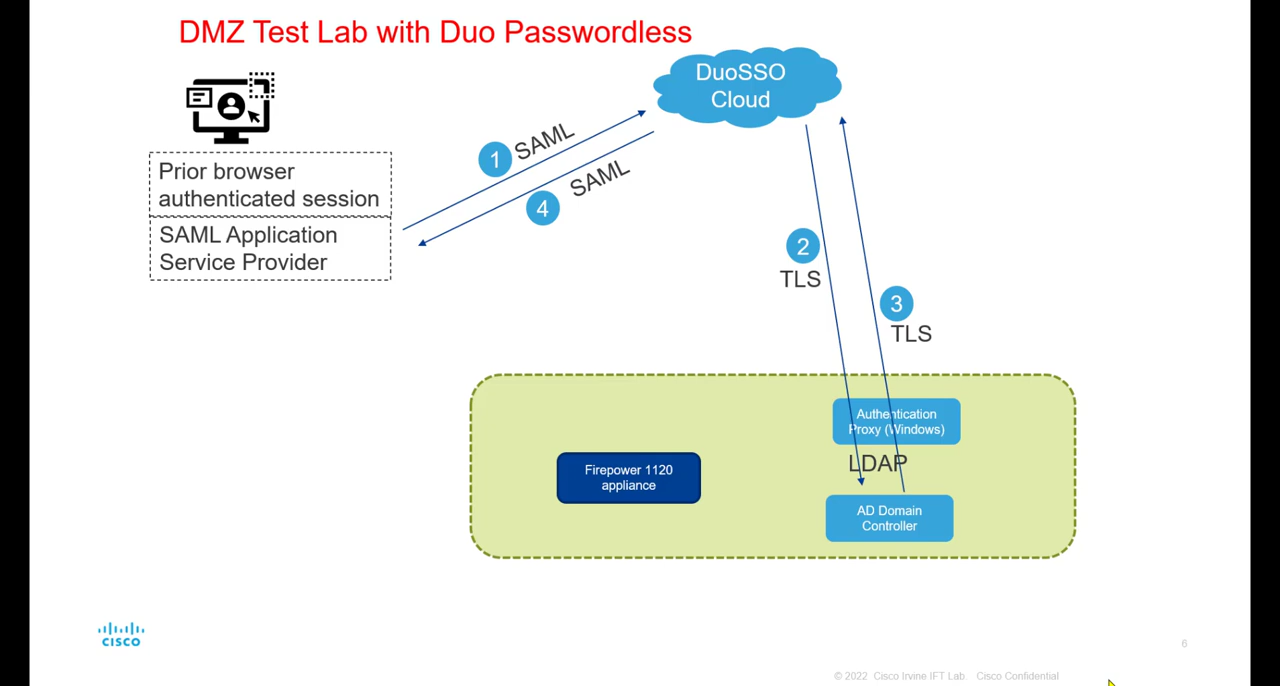 DMZ Test Lab with Duo Passwordless
DuoSSO
Cloud
1 SAML
4 SAML
Prior browser
authenticated session
SAML Application
Service Provider
2
TLS
3
TLS
Authentication
Proxy (Windows)
LDAP
Firepower 1120
appliance
AD Domain
Controller
CISCO
6
© 2022 Cisco Irvine IFT Lab. Cisco Confidential